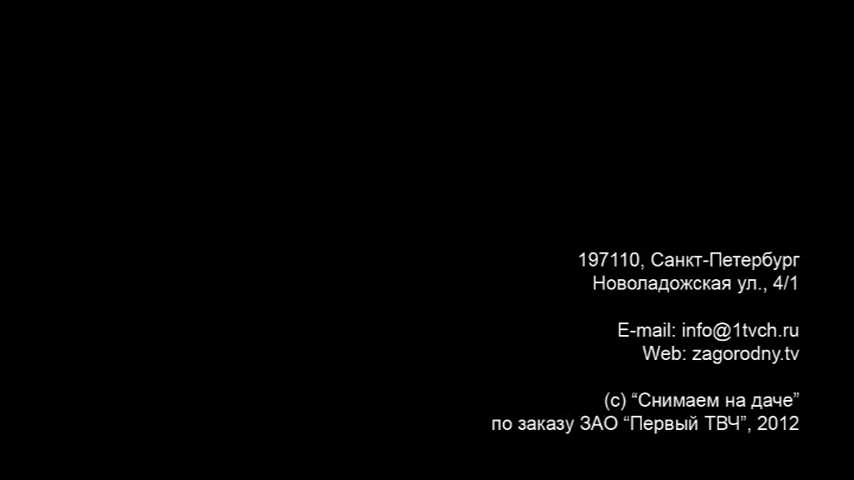 197110, Санкт-Петербург
Новоладожская ул., 4/1
E-mail: info@1tvch.ru
Web: zagorodny.tv
(c) “Снимаем на даче”
по заказу ЗАО “Первый ТВЧ”, 2012